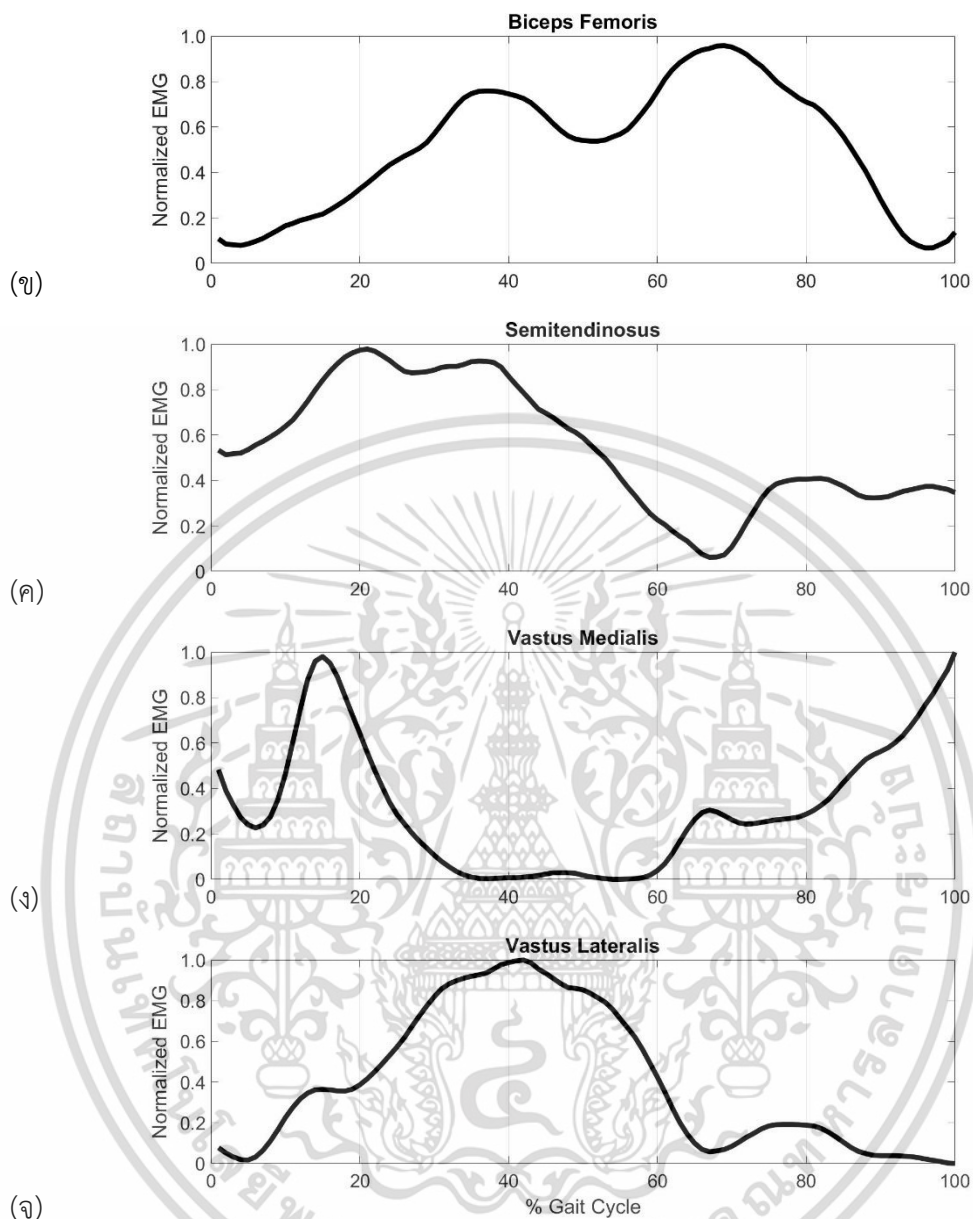 Biceps Femoris
1.0
0.8
0.6
0.4
0.2
0
Normalized EMG
0 20 40 60 80 100
(ข)
Semitendinosus
1.0
0.8
0.6
0.4
0.2
0
Normalized EMG
0 20 40 60 80 100
(ค)
Vastus Medialis
1.0
0.8
0.6
0.4
0.2
0
Normalized EMG
0 20 40 60 80 100
(ง)
Vastus Lateralis
1.0
0.8
0.6
0.4
0.2
0
Normalized EMG
0 20 40 60 80 100
% Gait Cycle
(จ)